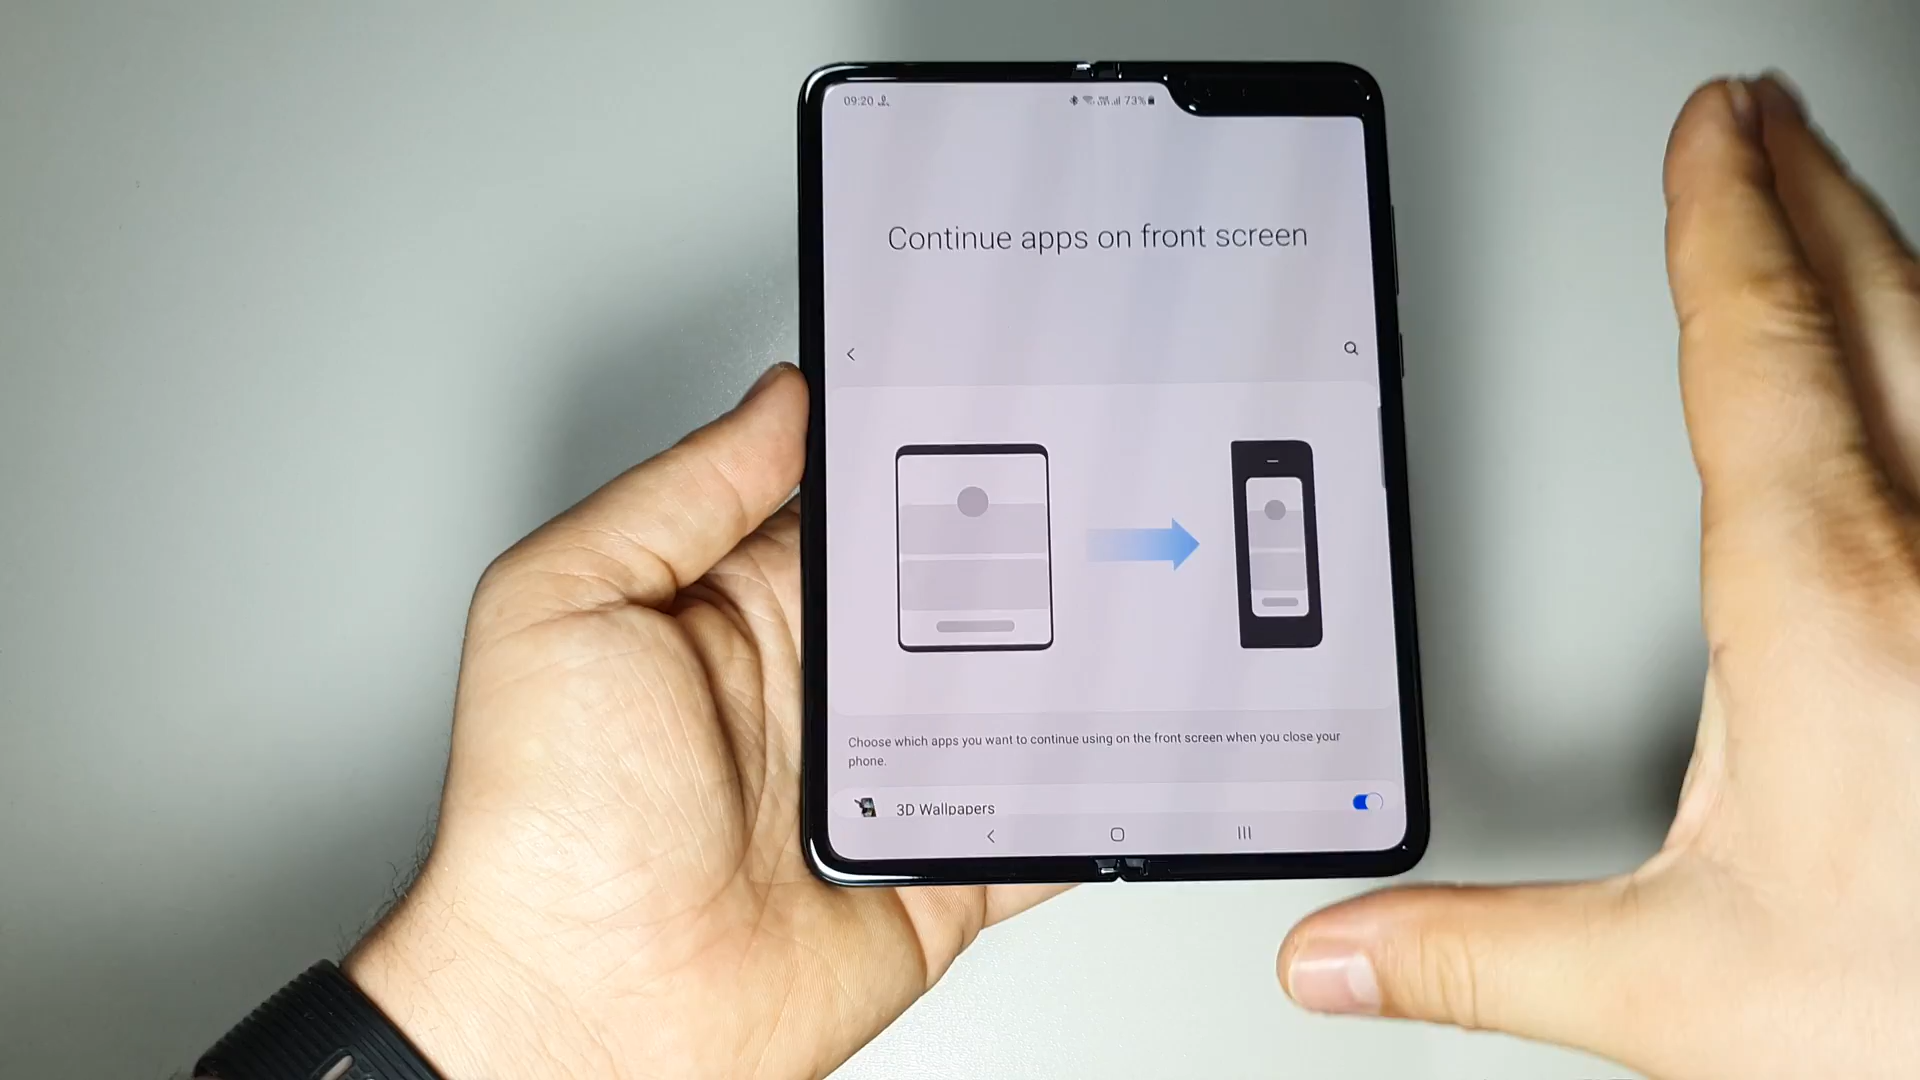 09:20
73%
Continue apps on front screen
Choose which apps you want to continue using on the front screen when you close your
phone.
3D Wallpapers